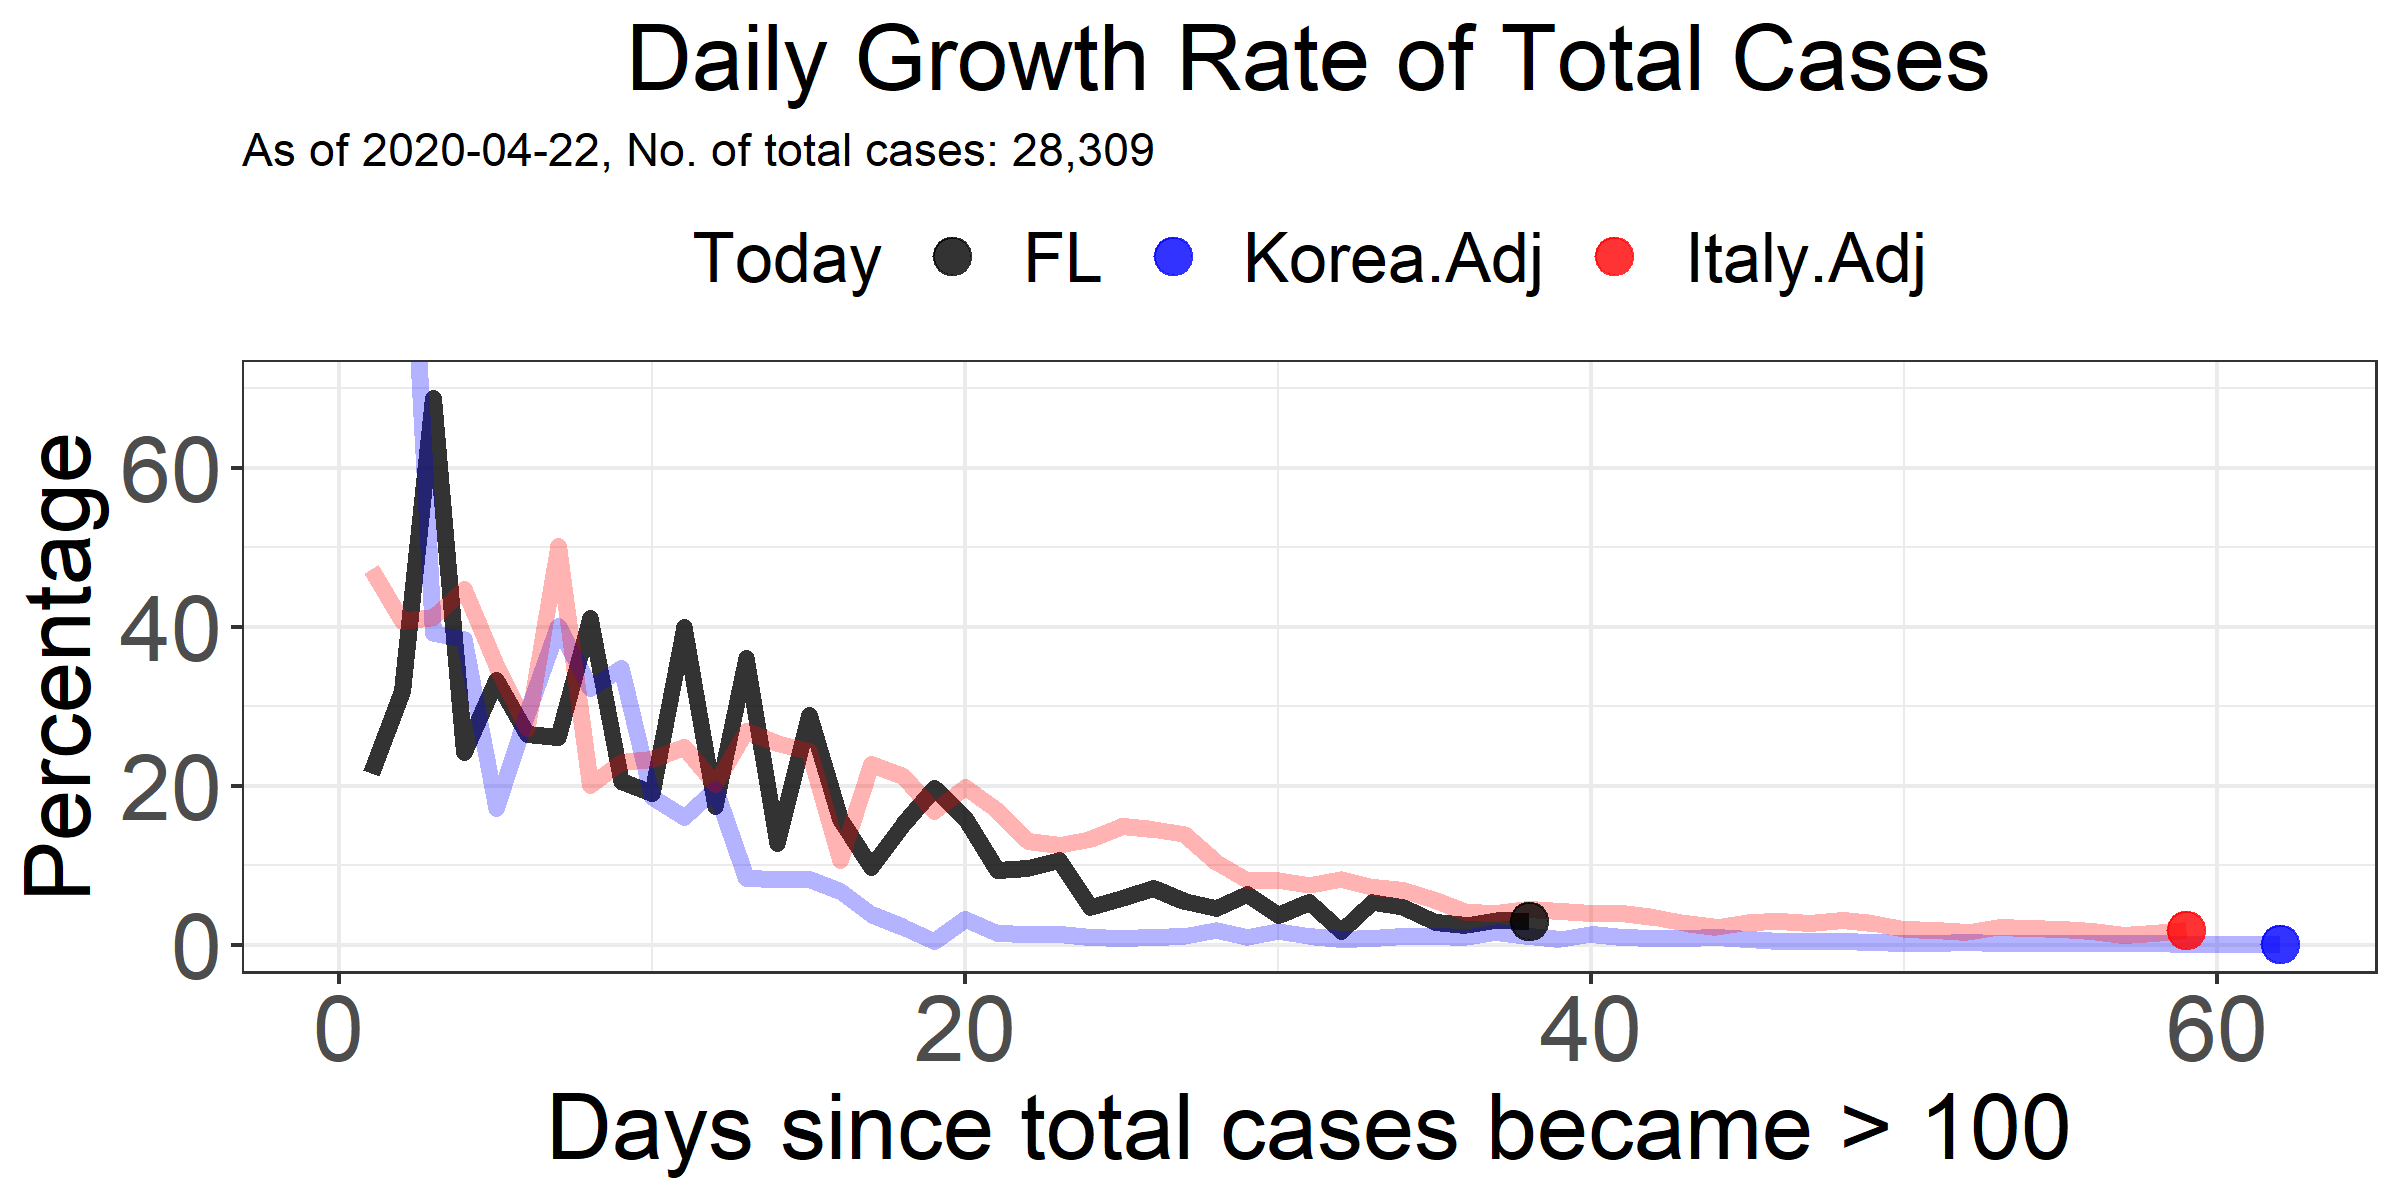 Daily Growth Rate of Total Cases
As of 2020-04-22, No. of total cases: 28,309
Today FL Korea.Adj Italy.Adj
Percentage
60
40
20
0
0 20 40 60
Days since total cases became > 100